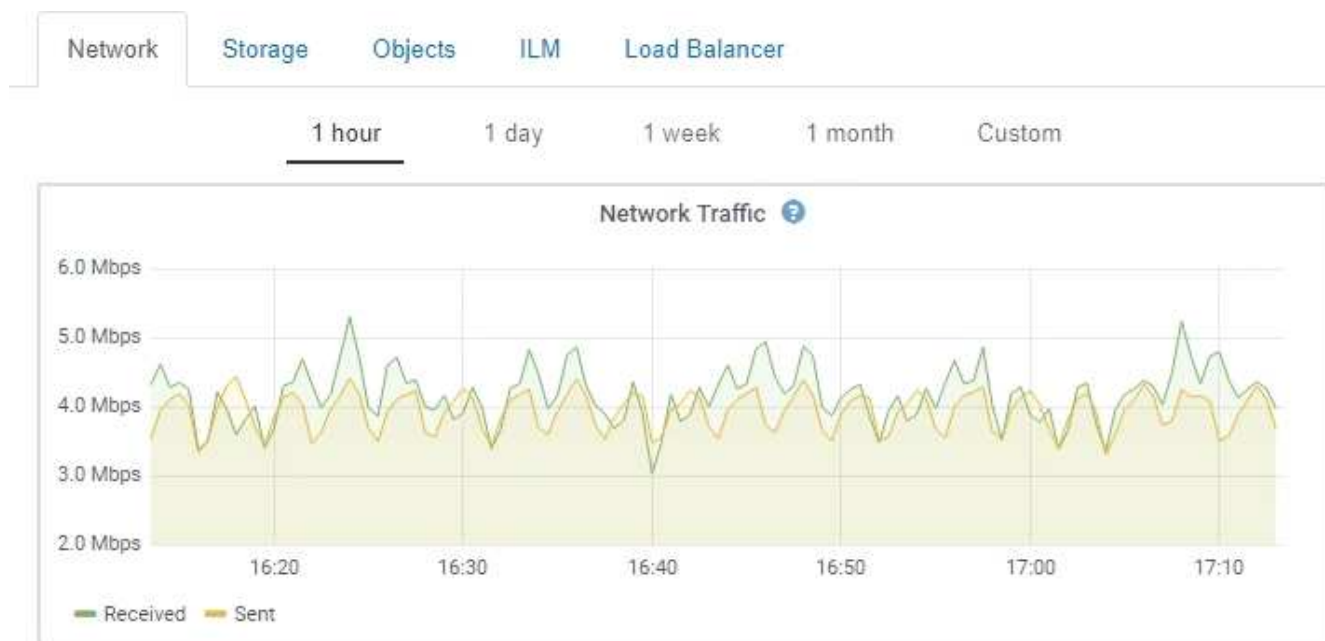 Network Storage Objects ILM Load Balancer
1 hour 1 day 1 week 1 month Custom
Network Traffic ?
6.0 Mbps
5.0 Mbps
4.0 Mbps
3.0 Mbps
2.0 Mbps
16:20 16:30 16:40 16:50 17:00 17:10
Received Sent